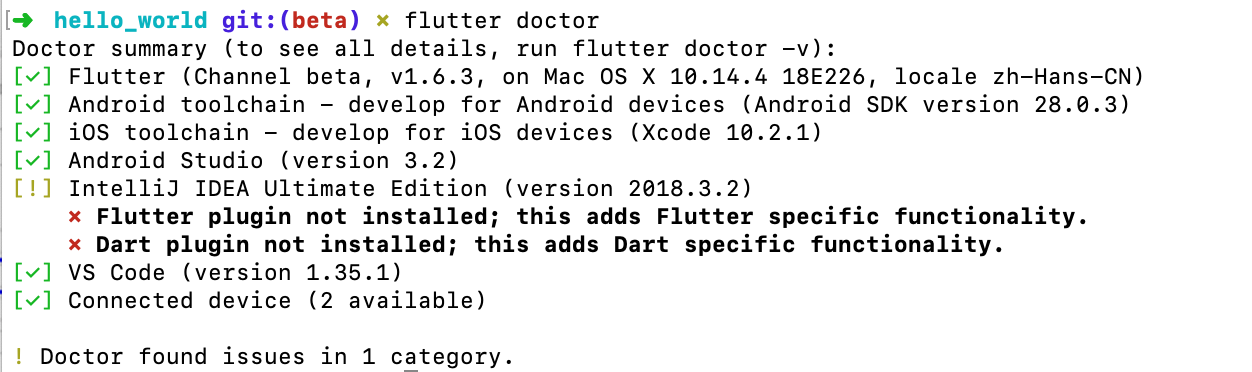 [➜ hello_world git:(beta) ✗ flutter doctor
Doctor summary (to see all details, run flutter doctor -v):
[✓] Flutter (Channel beta, v1.6.3, on Mac OS X 10.14.4 18E226, locale zh-Hans-CN)
[✓] Android toolchain - develop for Android devices (Android SDK version 28.0.3)
[✓] iOS toolchain - develop for iOS devices (Xcode 10.2.1)
[✓] Android Studio (version 3.2)
[!] IntelliJ IDEA Ultimate Edition (version 2018.3.2)
✗ Flutter plugin not installed; this adds Flutter specific functionality.
✗ Dart plugin not installed; this adds Dart specific functionality.
[✓] VS Code (version 1.35.1)
[✓] Connected device (2 available)
! Doctor found issues in 1 category.